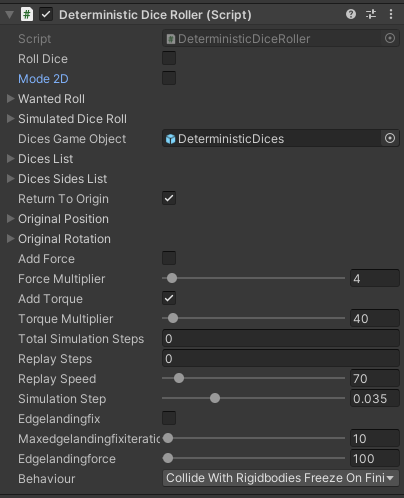 Deterministic Dice Roller (Script)
Script DeterministicDiceRoller
Roll Dice
Mode 2D
Wanted Roll
Simulated Dice Roll
Dices Game Object DeterministicDices
Dices List
Dices Sides List
Return To Origin
Original Position
Original Rotation
Add Force
Force Multiplier 4
Add Torque
Torque Multiplier 40
Total Simulation Steps 0
Replay Steps 0
Replay Speed 70
Simulation Step 0.035
Edgelandingfix
Maxedgelandingfixiteratic 10
Edgelandingforce 100
Behaviour Collide With Rigidbodies Freeze On Fini